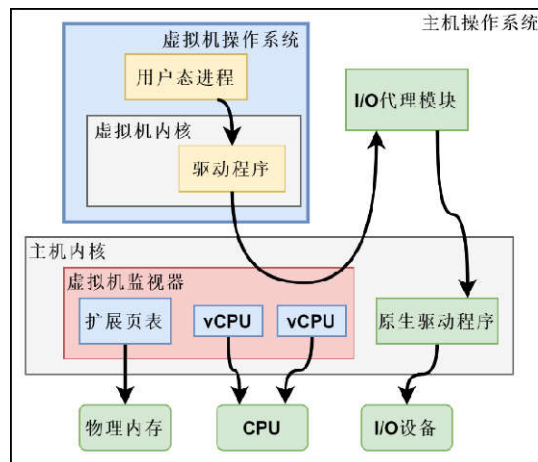 主机操作系统
虚拟机操作系统
用户态进程
I/O代理模块
虚拟机内核
驱动程序
主机内核
虚拟机监视器
扩展页表
vCPU
vCPU
原生驱动程序
物理内存
CPU
I/O设备